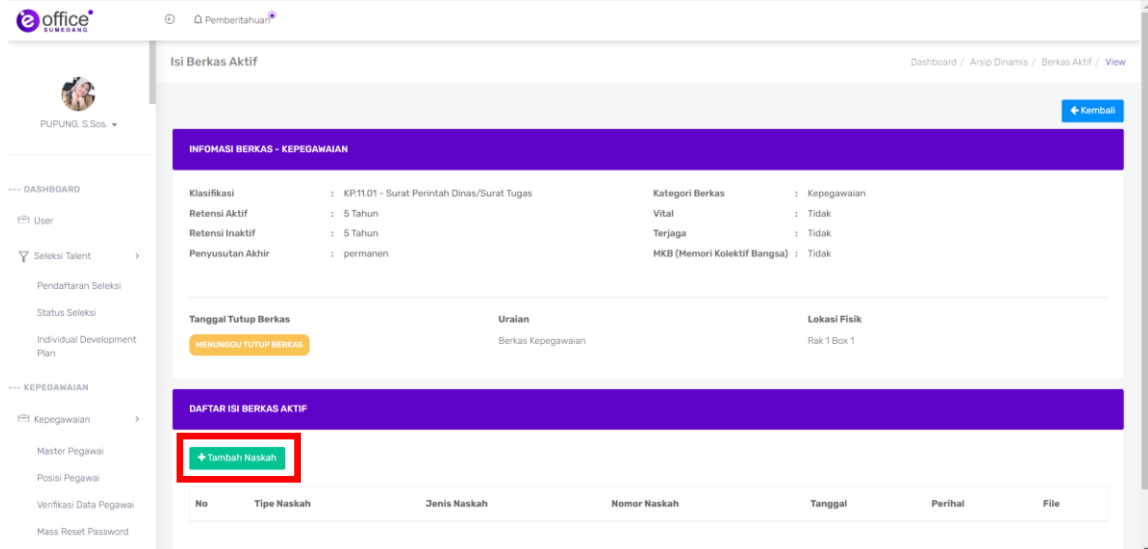 e office
SUMEDANG
Pemberitahuan
Isi Berkas Aktif
Dashboard / Arsip Dinamis / Berkas Aktif / View
PUPUNG, S.Sos.
Kembali
INFOMASI BERKAS - KEPEGAWAIAN
Klasifikasi : KP.11.01 - Surat Perintah Dinas/Surat Tugas
Kategori Berkas : Kepegawaian
Retensi Aktif : 5 Tahun
Vital : Tidak
Retensi Inaktif : 5 Tahun
Terjaga : Tidak
Penyusutan Akhir : permanen
MKB (Memori Kolektif Bangsa) : Tidak
Tanggal Tutup Berkas
Uraian
Lokasi Fisik
MENUNGGU TUTUP BERKAS
Berkas Kepegawaian
Rak 1 Box 1
DAFTAR ISI BERKAS AKTIF
+ Tambah Naskah
No Tipe Naskah Jenis Naskah Nomor Naskah Tanggal Perihal File
--- DASHBOARD
User
Seleksi Talent
Pendaftaran Seleksi
Status Seleksi
Individual Development
Plan
--- KEPEGAWAIAN
Kepegawaian
Master Pegawai
Posisi Pegawai
Verifikasi Data Pegawai
Mass Reset Password